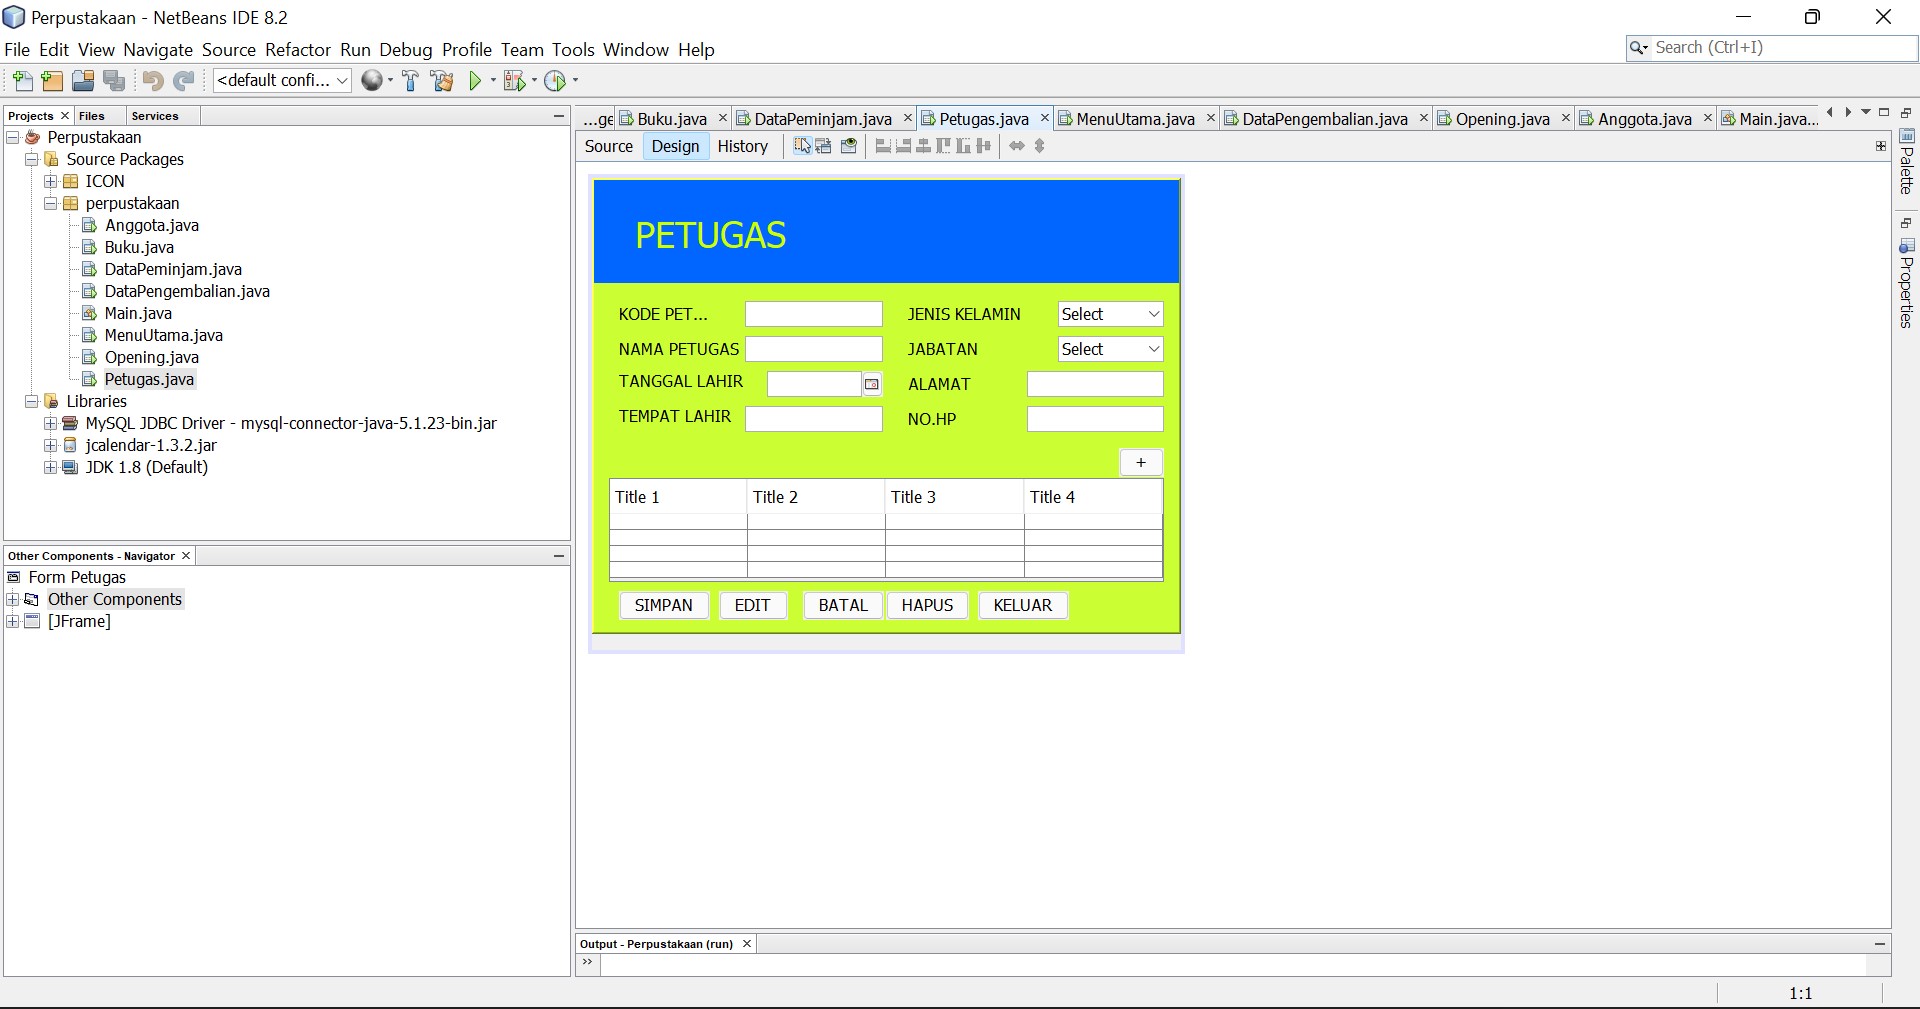 Perpustakaan - NetBeans IDE 8.2
File Edit View Navigate Source Refactor Run Debug Profile Team Tools Window Help
Search (Ctrl+I)
<default confi...
Projects Files Services
Perpustakaan
Source Packages
ICON
perpustakaan
Anggota.java
Buku.java
DataPeminjam.java
DataPengembalian.java
Main.java
MenuUtama.java
Opening.java
Petugas.java
Libraries
MySQL JDBC Driver - mysql-connector-java-5.1.23-bin.jar
jcalendar-1.3.2.jar
JDK 1.8 (Default)
Other Components - Navigator
Form Petugas
Other Components
[JFrame]
...ge Buku.java DataPeminjam.java Petugas.java MenuUtama.java DataPengembalian.java Opening.java Anggota.java Main.java...
Source Design History
PETUGAS
KODE PET... JENIS KELAMIN Select
NAMA PETUGAS JABATAN Select
TANGGAL LAHIR ALAMAT
TEMPAT LAHIR NO.HP
+
Title 1 Title 2 Title 3 Title 4
SIMPAN EDIT BATAL HAPUS KELUAR
Palette
Properties
Output - Perpustakaan (run)
>>
1:1